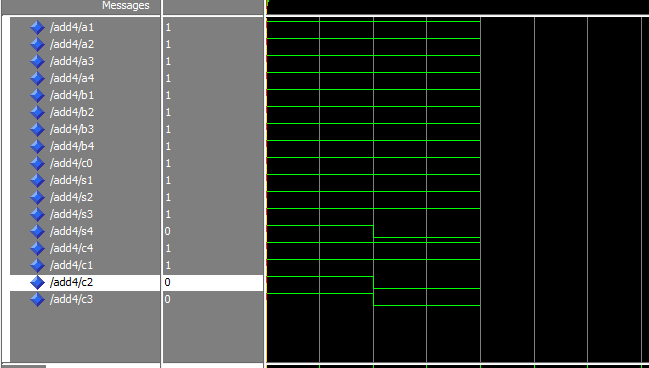 Messages
/add4/a1 1
/add4/a2 1
/add4/a3 1
/add4/a4 1
/add4/b1 1
/add4/b2 1
/add4/b3 1
/add4/b4 1
/add4/c0 1
/add4/s1 1
/add4/s2 1
/add4/s3 1
/add4/s4 0
/add4/c4 1
/add4/c1 1
/add4/c2 0
/add4/c3 0